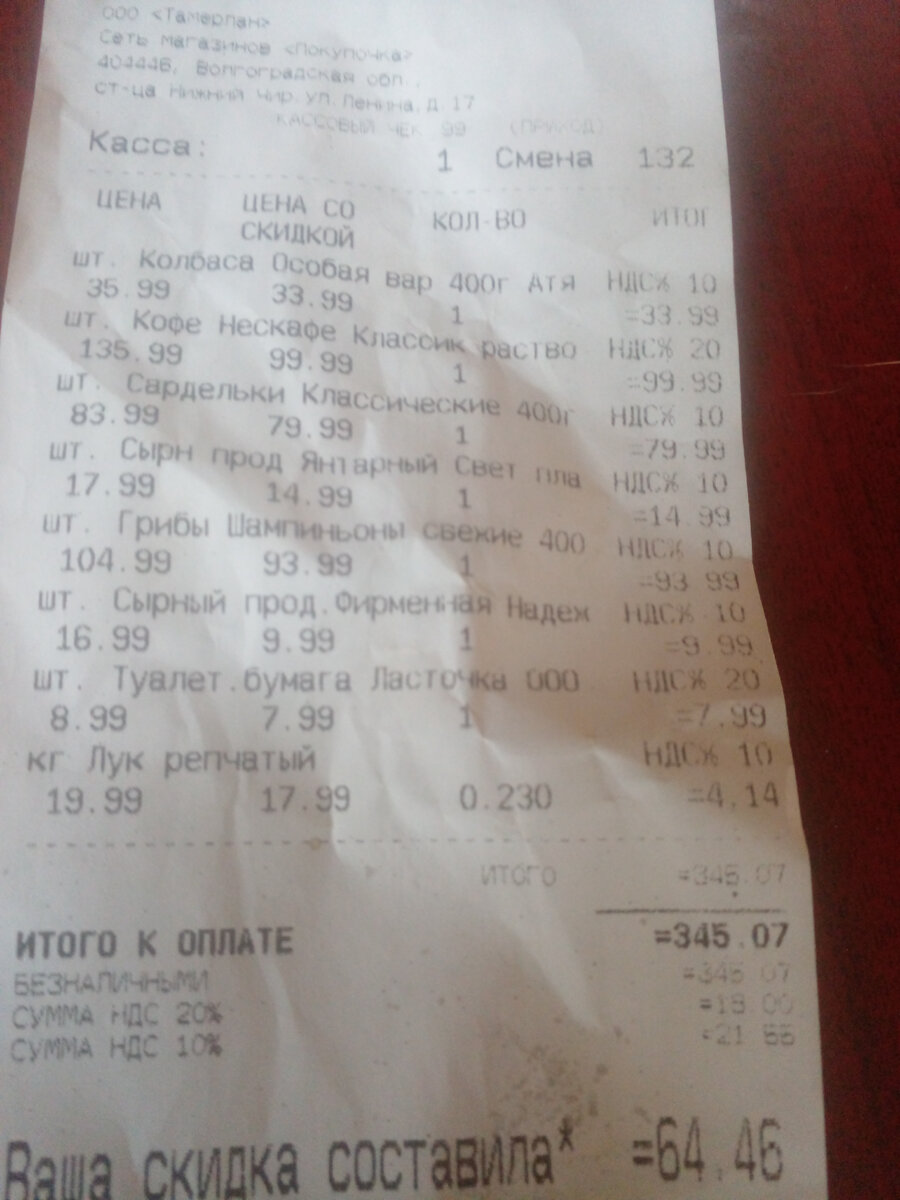 ООО <Тамерлан>
Сеть магазинов <Покупочка>
404446, Волгоградская обл.,
ст-ца Нижний Чир, ул. Ленина, д. 17
КАССОВЫЙ ЧЕК 99 (ПРИХОД)
Касса: 1 Смена 132
ЦЕНА ЦЕНА СО СКИДКОЙ КОЛ-ВО ИТОГ
шт. Колбаса Особая вар 400г Атя НДС% 10
35.99 33.99 1 =33.99
шт. Кофе Нескафе Классик раство НДС% 20
135.99 99.99 1 =99.99
шт. Сардельки Классические 400г НДС% 10
83.99 79.99 1 =79.99
шт. Сырн прод Янтарный Свет пла НДС% 10
17.99 14.99 1 =14.99
шт. Грибы Шампиньоны свежие 400 НДС% 10
104.99 93.99 1 =93.99
шт. Сырный прод.Фирменная Надеж НДС% 10
16.99 9.99 1 =9.99
шт. Туалет.бумага Ласточка ООО НДС% 20
8.99 7.99 1 =7.99
кг Лук репчатый НДС% 10
19.99 17.99 0.230 =4.14
ИТОГО =345.07
ИТОГО К ОПЛАТЕ =345.07
БЕЗНАЛИЧНЫМИ =345.07
СУММА НДС 20% =18.00
СУММА НДС 10% =21.55
Ваша скидка составила* =64.46